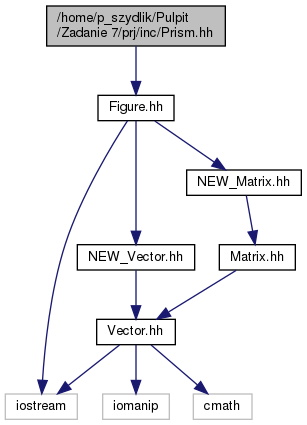 /home/p_szydlik/Pulpit
/Zadanie 7/prj/inc/Prism.hh
Figure.hh
NEW_Matrix.hh
NEW_Vector.hh
Matrix.hh
Vector.hh
iostream
iomanip
cmath